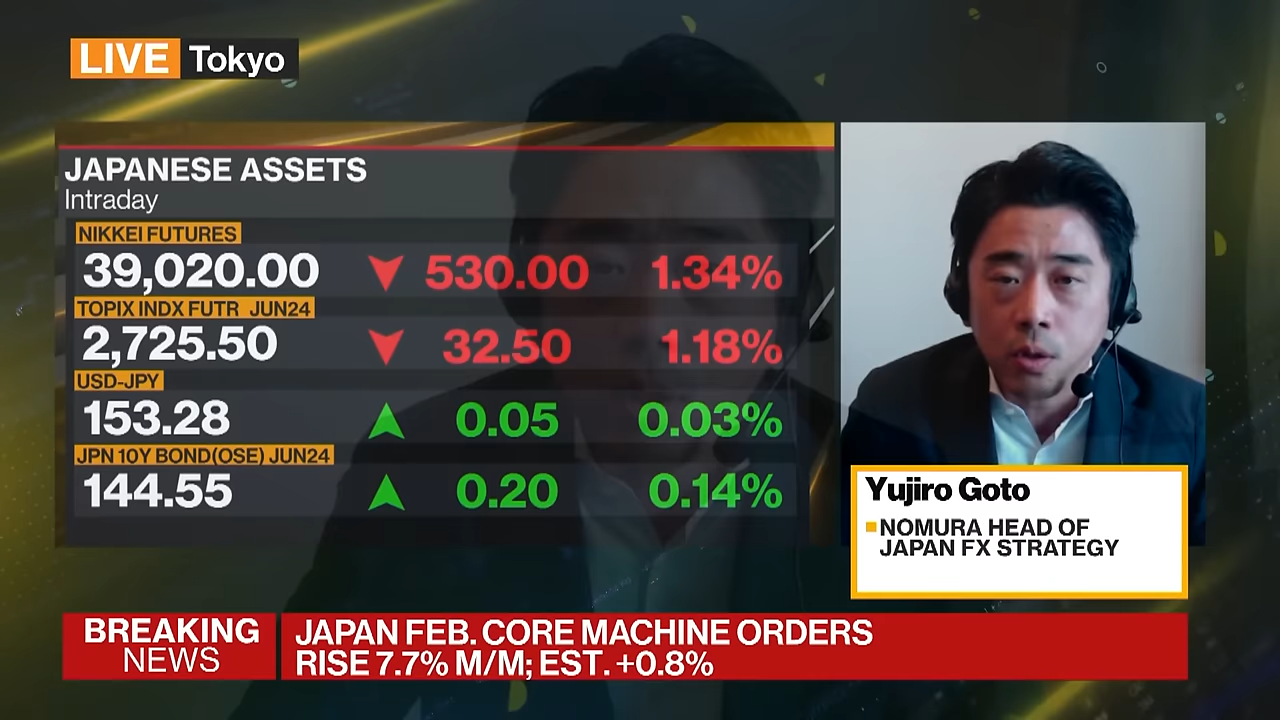 LIVE Tokyo
JAPANESE ASSETS
Intraday
NIKKEI FUTURES
39,020.00 ▼ 530.00 1.34%
TOPIX INDX FUTR JUN24
2,725.50 ▼ 32.50 1.18%
USD-JPY
153.28 ▲ 0.05 0.03%
JPN 10Y BOND(OSE) JUN24
144.55 ▲ 0.20 0.14%
Yujiro Goto
NOMURA HEAD OF
JAPAN FX STRATEGY
BREAKING
NEWS
JAPAN FEB. CORE MACHINE ORDERS
RISE 7.7% M/M; EST. +0.8%